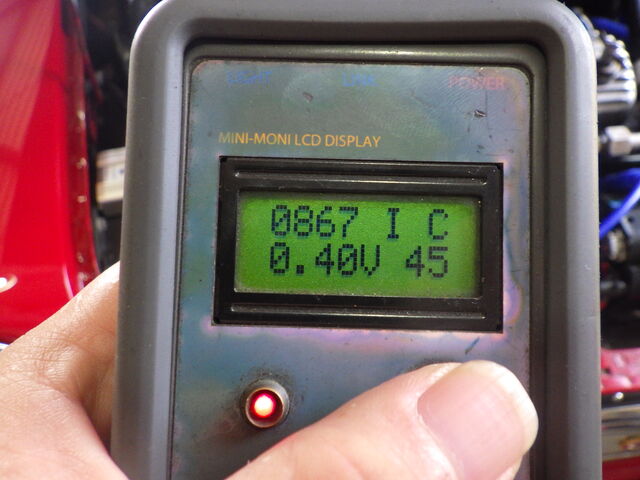 POWER
MINI-MONI LCD DISPLAY
0867 I C
0.40V 45